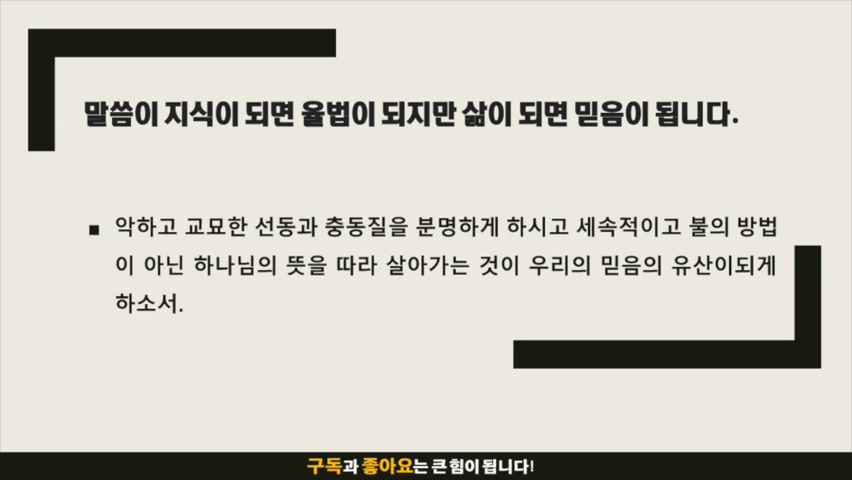 말씀이 지식이 되면 율법이 되지만 삶이 되면 믿음이 됩니다.
악하고 교묘한 선동과 충동질을 분명하게 하시고 세속적이고 불의 방법
이 아닌 하나님의 뜻을 따라 살아가는 것이 우리의 믿음의 유산이되게
하소서.
구독과 좋아요는 큰 힘이 됩니다!